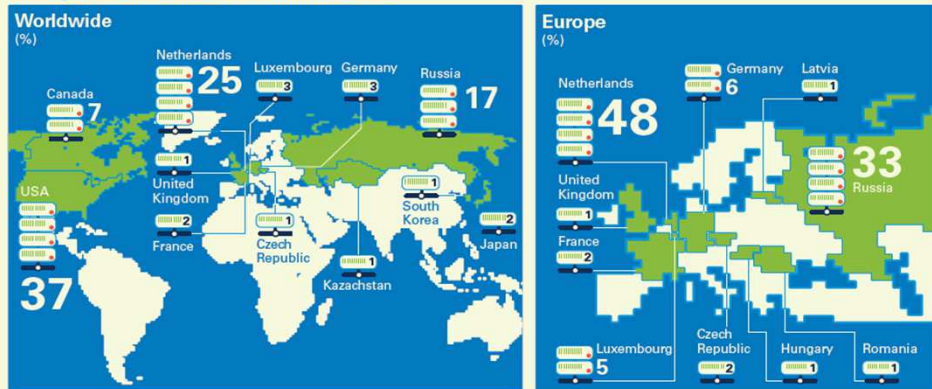 Worldwide
(%)
Canada
7
Netherlands
25
Luxembourg
3
Germany
3
Russia
17
USA
37
1
United
Kingdom
2
France
1
Czech
Republic
1
Kazachstan
1
South
Korea
2
Japan
Europe
(%)
Netherlands
48
Germany
6
Latvia
1
33
Russia
United
Kingdom
1
France
2
Luxembourg
5
Czech
Republic
2
Hungary
1
Romania
1